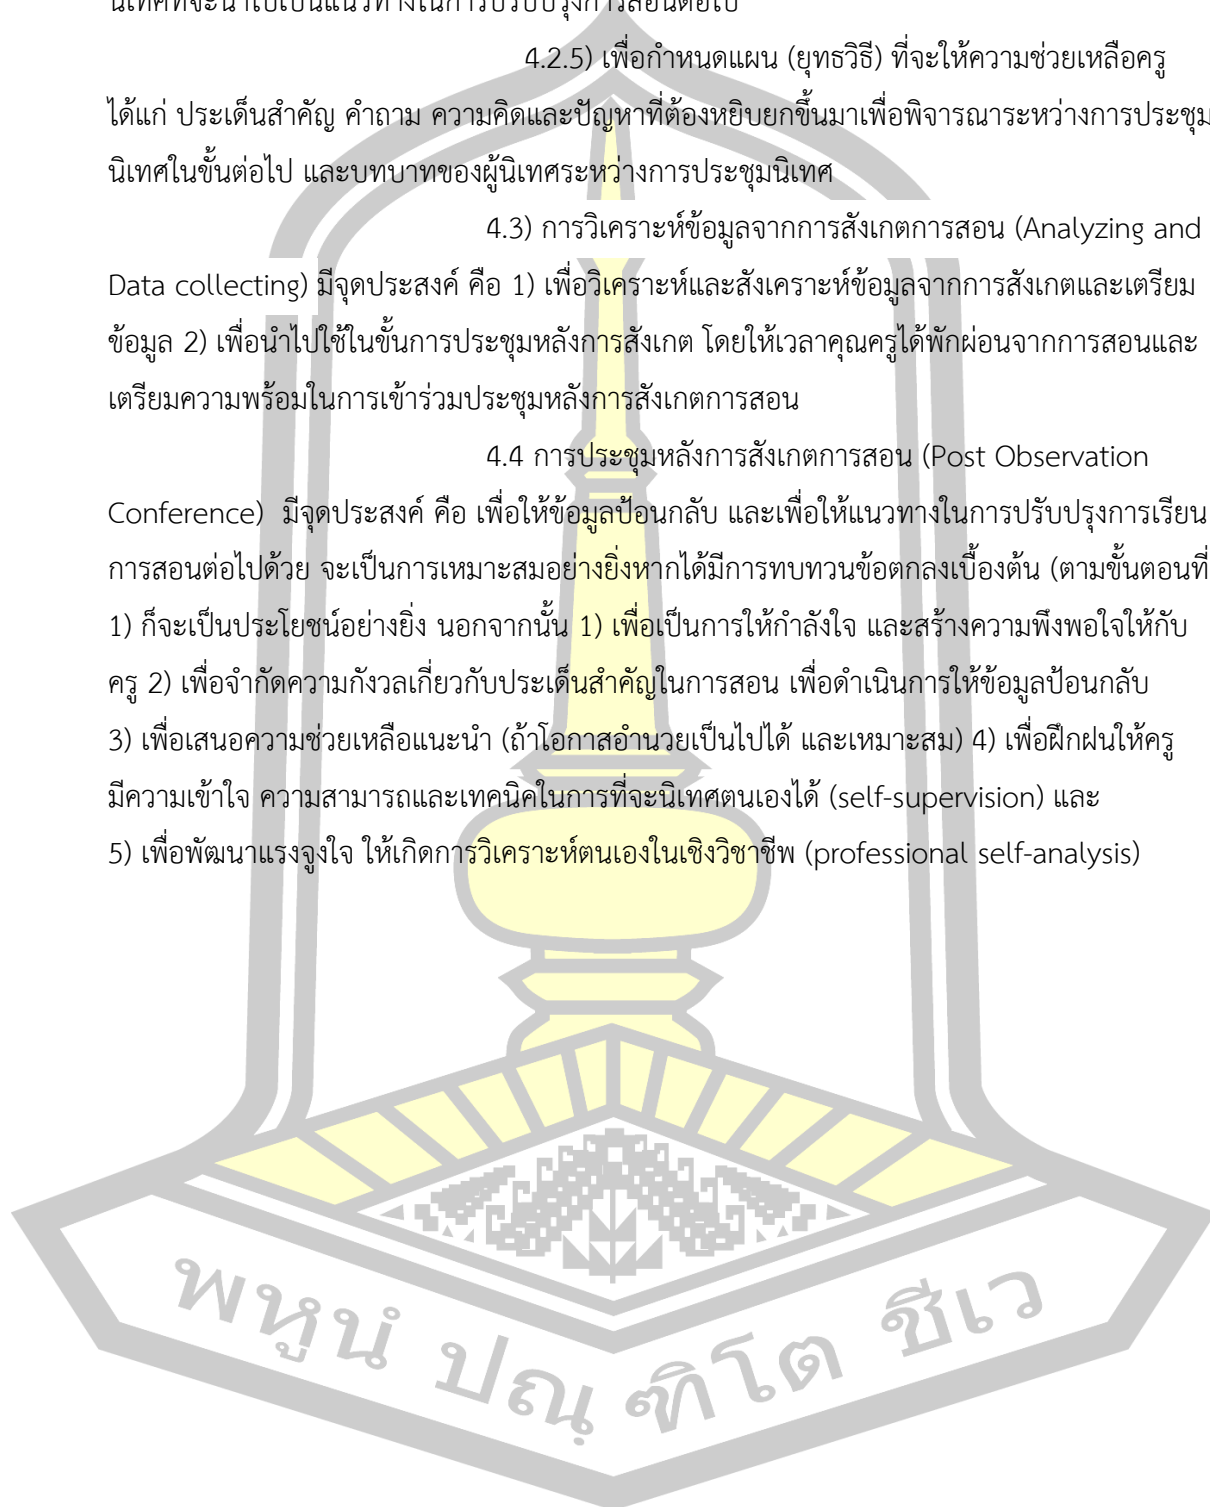 นิเทศที่จะนำไปเป็นแนวทางในการปรับปรุงการสอนต่อไป
4.2.5) เพื่อกำหนดแผน (ยุทธวิธี) ที่จะให้ความช่วยเหลือครู
ได้แก่ ประเด็นสำคัญ คำถาม ความคิดและปัญหาที่ต้องหยิบยกขึ้นมาเพื่อพิจารณาระหว่างการประชุม
นิเทศในขั้นต่อไป และบทบาทของผู้นิเทศระหว่างการประชุมนิเทศ
4.3) การวิเคราะห์ข้อมูลจากการสังเกตการสอน (Analyzing and
Data collecting) มีจุดประสงค์ คือ 1) เพื่อวิเคราะห์และสังเคราะห์ข้อมูลจากการสังเกตและเตรียม
ข้อมูล 2) เพื่อนำไปใช้ในขั้นการประชุมหลังการสังเกต โดยให้เวลาคุณครูได้พักผ่อนจากการสอนและ
เตรียมความพร้อมในการเข้าร่วมประชุมหลังการสังเกตการสอน
4.4 การประชุมหลังการสังเกตการสอน (Post Observation
Conference) มีจุดประสงค์ คือ เพื่อให้ข้อมูลป้อนกลับ และเพื่อให้แนวทางในการปรับปรุงการเรียน
การสอนต่อไปด้วย จะเป็นการเหมาะสมอย่างยิ่งหากได้มีการทบทวนข้อตกลงเบื้องต้น (ตามขั้นตอนที่
1) ก็จะเป็นประโยชน์อย่างยิ่ง นอกจากนั้น 1) เพื่อเป็นการให้กำลังใจ และสร้างความพึงพอใจให้กับ
ครู 2) เพื่อจำกัดความกังวลเกี่ยวกับประเด็นสำคัญในการสอน เพื่อดำเนินการให้ข้อมูลป้อนกลับ
3) เพื่อเสนอความช่วยเหลือแนะนำ (ถ้าโอกาสอำนวยเป็นไปได้ และเหมาะสม) 4) เพื่อฝึกฝนให้ครู
มีความเข้าใจ ความสามารถและเทคนิคในการที่จะนิเทศตนเองได้ (self-supervision) และ
5) เพื่อพัฒนาแรงจูงใจ ให้เกิดการวิเคราะห์ตนเองในเชิงวิชาชีพ (professional self-analysis)
พหูนํ ปณฺฑิโต ชีเว